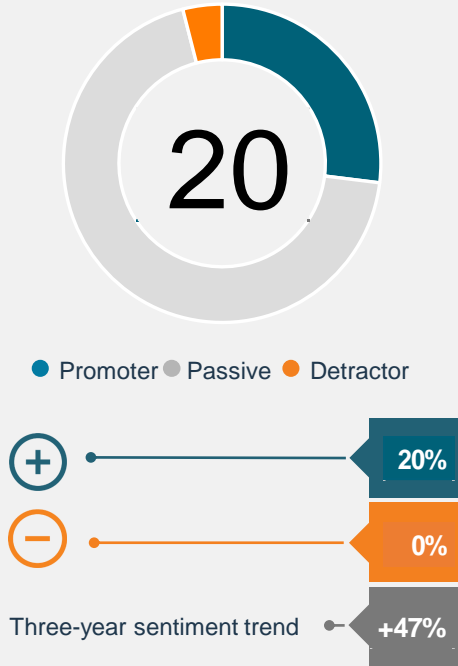 20
Promoter Passive Detractor
+ 20%
− 0%
Three-year sentiment trend +47%